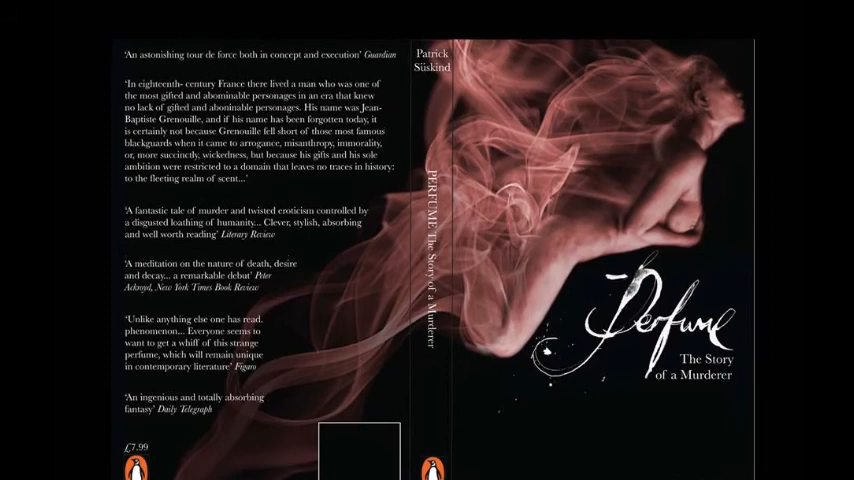 ‘An astonishing tour de force both in concept and execution’ Guardian
‘In eighteenth- century France there lived a man who was one of
the most gifted and abominable personages in an era that knew
no lack of gifted and abominable personages. His name was Jean-
Baptiste Grenouille, and if his name has been forgotten today, it
is certainly not because Grenouille fell short of those most famous
blackguards when it came to arrogance, misanthropy, immorality,
or, more succinctly, wickedness, but because his gifts and his sole
ambition were restricted to a domain that leaves no traces in history:
to the fleeting realm of scent...’
‘A fantastic tale of murder and twisted eroticism controlled by
a disgusted loathing of humanity... Clever, stylish, absorbing
and well worth reading’ Literary Review
‘A meditation on the nature of death, desire
and decay... a remarkable debut’ Peter
Ackroyd, New York Times Book Review
‘Unlike anything else one has read.
phenomenon... Everyone seems to
want to get a whiff of this strange
perfume, which will remain unique
in contemporary literature’ Figaro
‘An ingenious and totally absorbing
fantasy’ Daily Telegraph
£7.99
Patrick
Süskind
PERFUME The Story of a Murderer
Perfume
The Story
of a Murderer